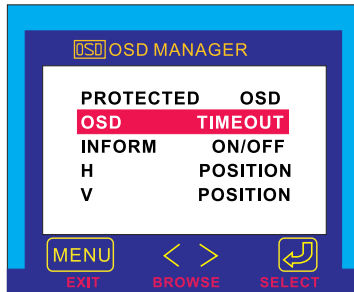 OSD OSD MANAGER
PROTECTED OSD
OSD TIMEOUT
INFORM ON/OFF
H POSITION
V POSITION
MENU < >
EXIT BROWSE SELECT